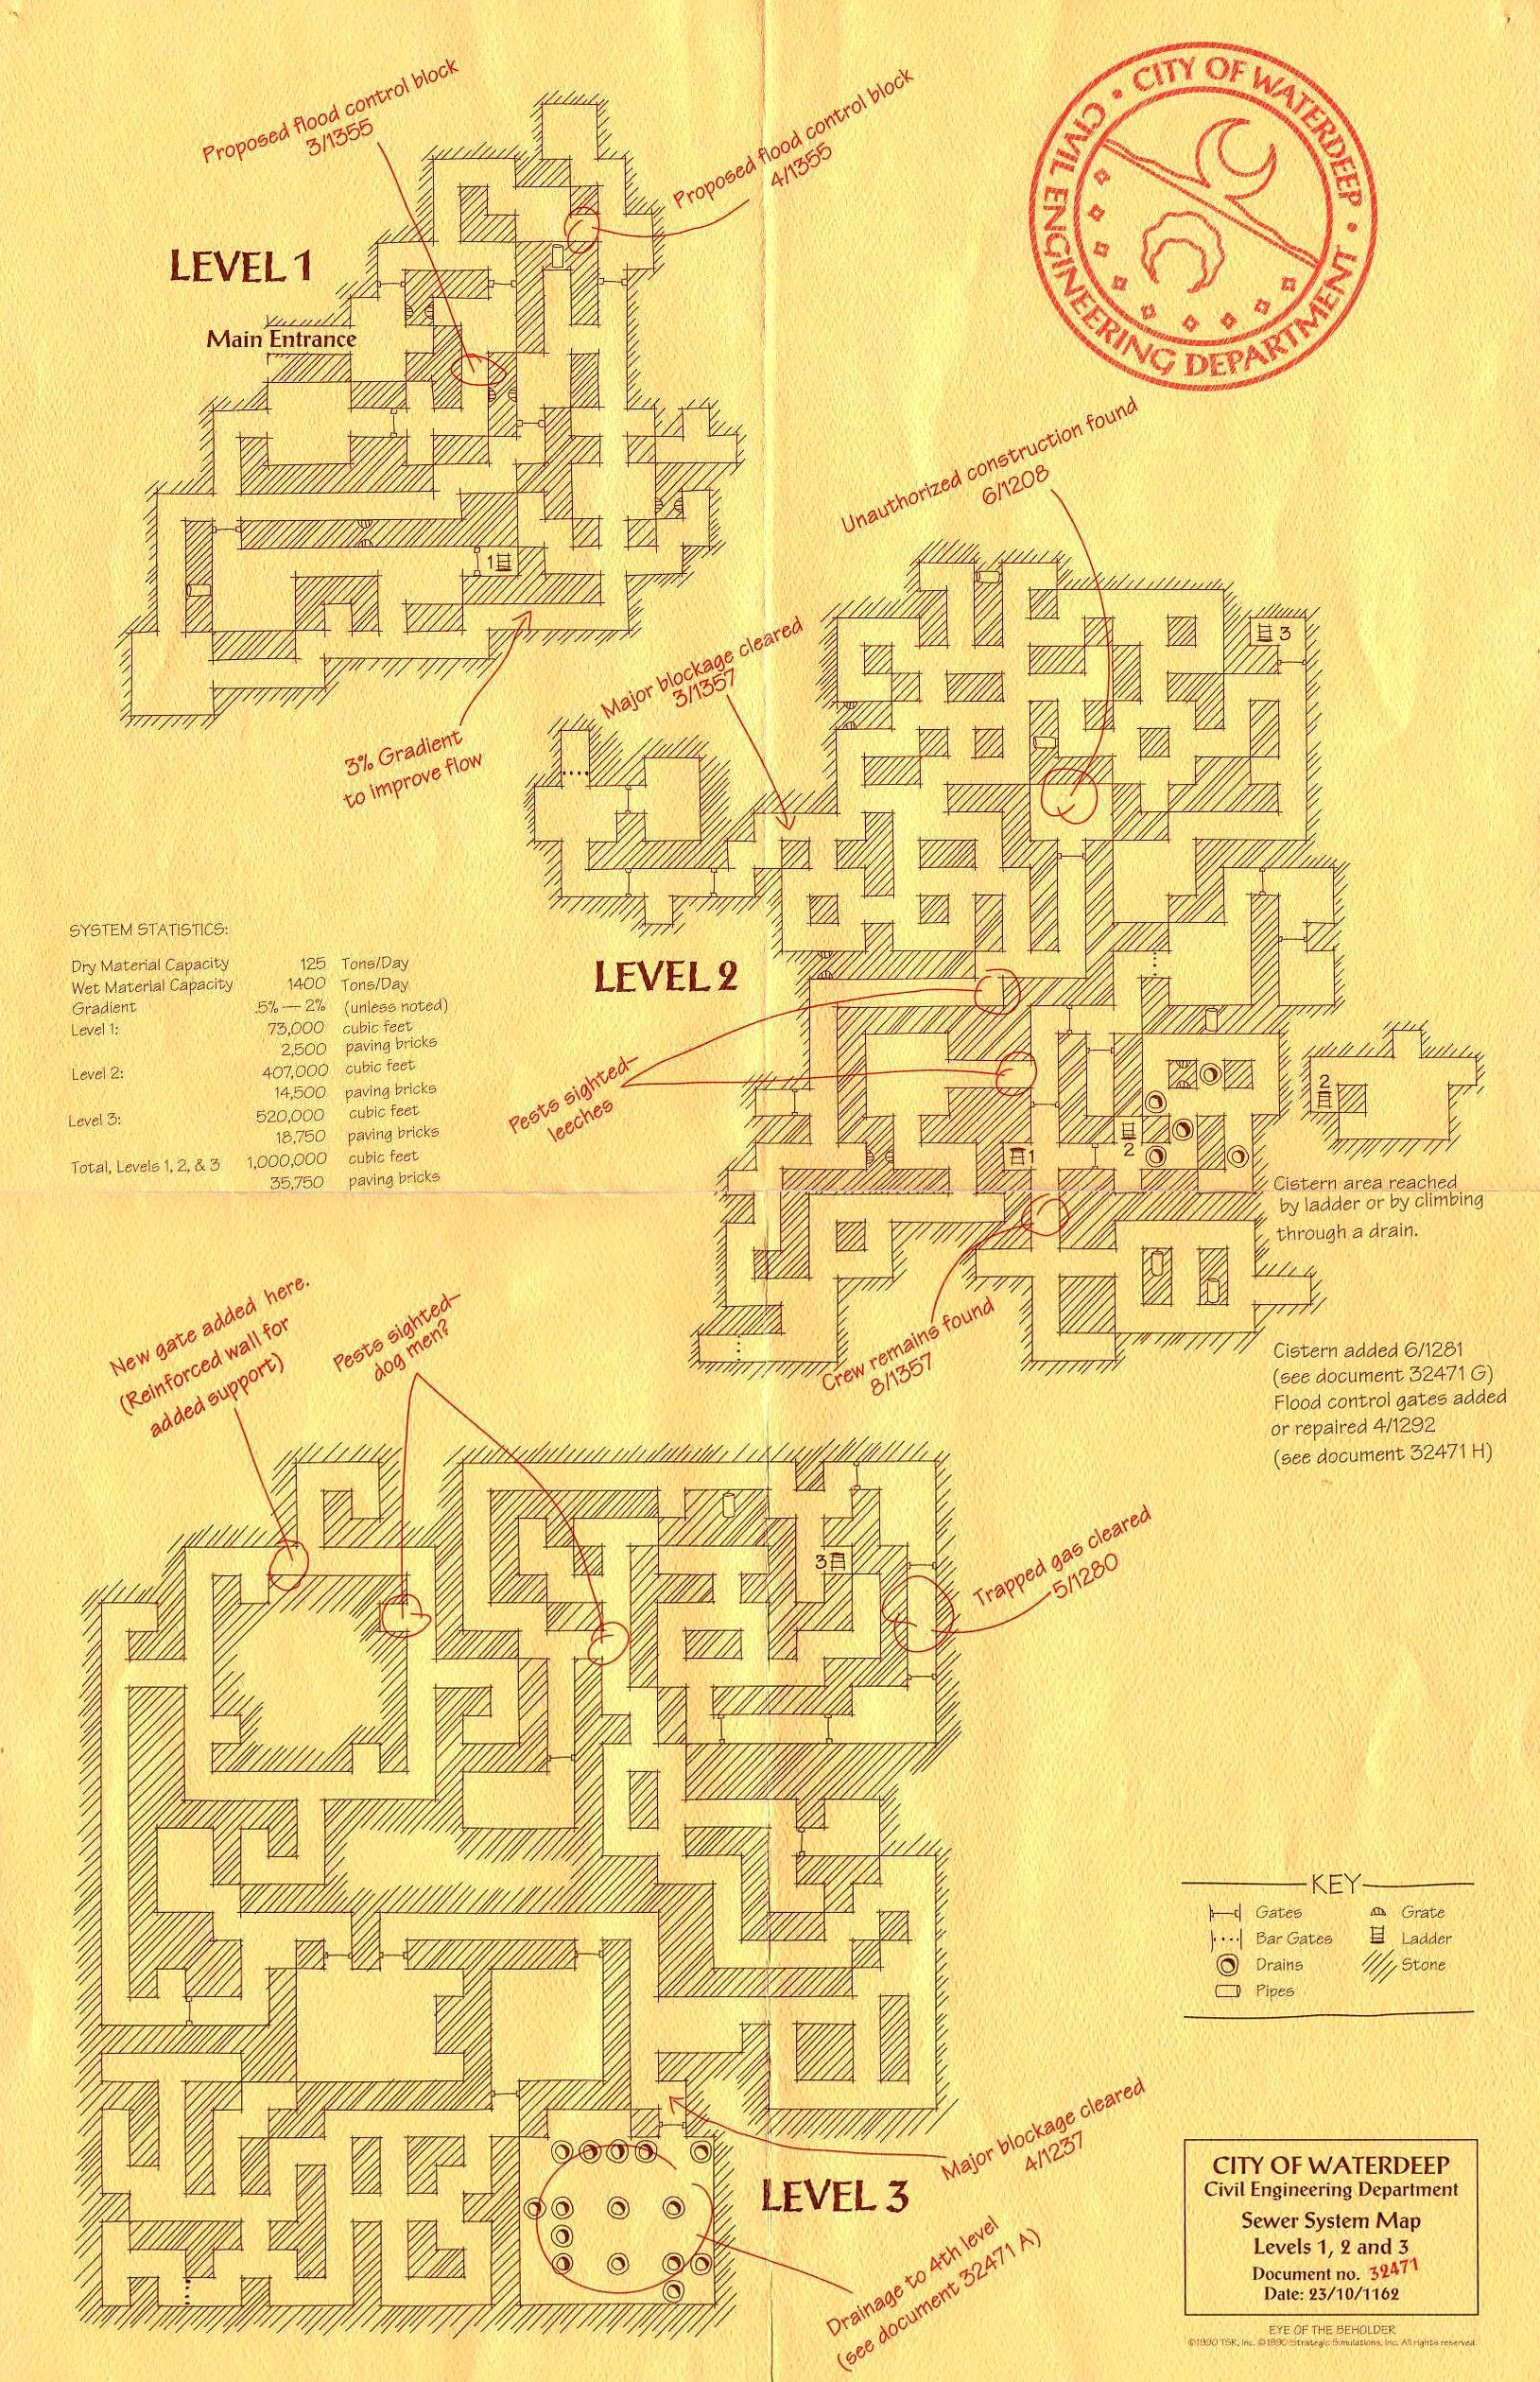 Proposed flood control block
3/1355
Proposed flood control block
4/1355
CITY OF WATERDEEP •
CIVIL ENGINEERING DEPARTMENT •
LEVEL 1
Main Entrance
1
3% Gradient
to improve flow
Unauthorized construction found
6/1208
Major blockage cleared
3/1357
3
SYSTEM STATISTICS:
Dry Material Capacity 125 Tons/Day
Wet Material Capacity 1400 Tons/Day
Gradient .5% — 2% (unless noted)
Level 1: 73,000 cubic feet
2,500 paving bricks
Level 2: 407,000 cubic feet
14,500 paving bricks
Level 3: 520,000 cubic feet
18,750 paving bricks
Total, Levels 1, 2, & 3 1,000,000 cubic feet
35,750 paving bricks
LEVEL 2
Pests sighted—
leeches
2
2
1
Cistern area reached
by ladder or by climbing
through a drain.
Crew remains found
8/1357
Cistern added 6/1281
(see document 32471 G)
Flood control gates added
or repaired 4/1292
(see document 32471 H)
New gate added here.
(Reinforced wall for
added support)
Pests sighted—
dog men?
3
Trapped gas cleared
5/1280
Major blockage cleared
4/1237
LEVEL 3
Drainage to 4th level
(see document 32471 A)
KEY
Gates
Grate
Bar Gates
Ladder
Drains
Stone
Pipes
CITY OF WATERDEEP
Civil Engineering Department
Sewer System Map
Levels 1, 2 and 3
Document no. 32471
Date: 23/10/1162
EYE OF THE BEHOLDER
©1990 TSR, Inc. ©1990 Strategic Simulations, Inc. All rights reserved.